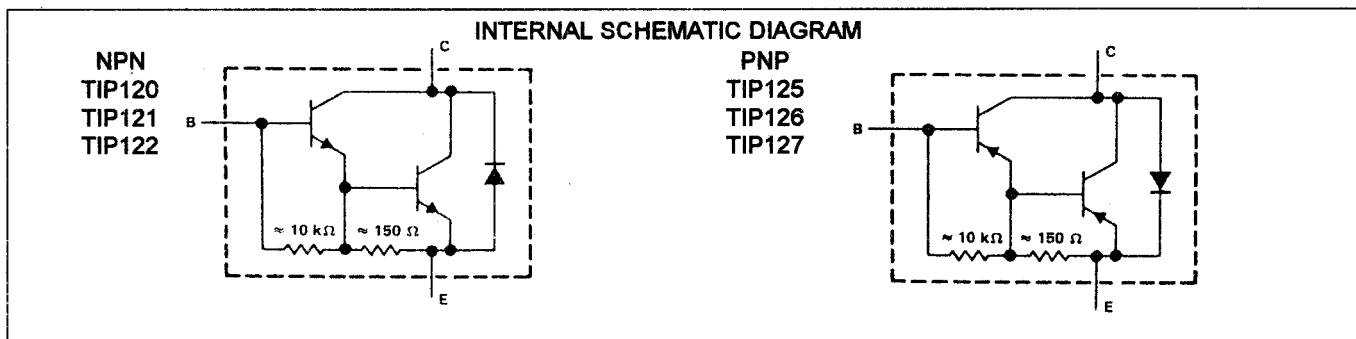 INTERNAL SCHEMATIC DIAGRAM
NPN
TIP120
TIP121
TIP122
C
B
≈ 10 kΩ
≈ 150 Ω
E
PNP
TIP125
TIP126
TIP127
C
B
≈ 10 kΩ
≈ 150 Ω
E